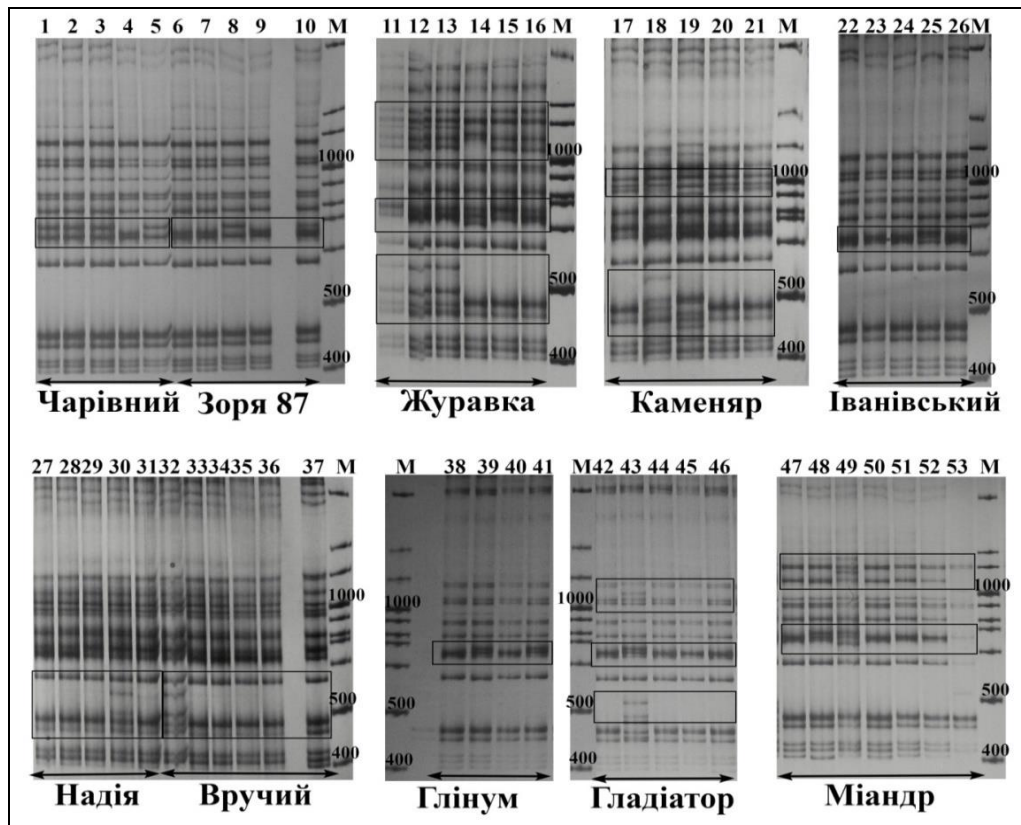 1 2 3 4 5 6 7 8 9 10 M 11 12 13 14 15 16 M 17 18 19 20 21 M 22 23 24 25 26 M
1000 1000 1000 1000
500 500 500 500
400 400 400 400
Чарівний Зоря 87 Журавка Каменяр Іванівський
27 28 29 30 31 32 33 34 35 36 37 M M 38 39 40 41 M 42 43 44 45 46 47 48 49 50 51 52 53 M
1000 1000 1000 1000
500 500 500 500
400 400 400 400
Надія Вручий Глінум Гладіатор Міандр